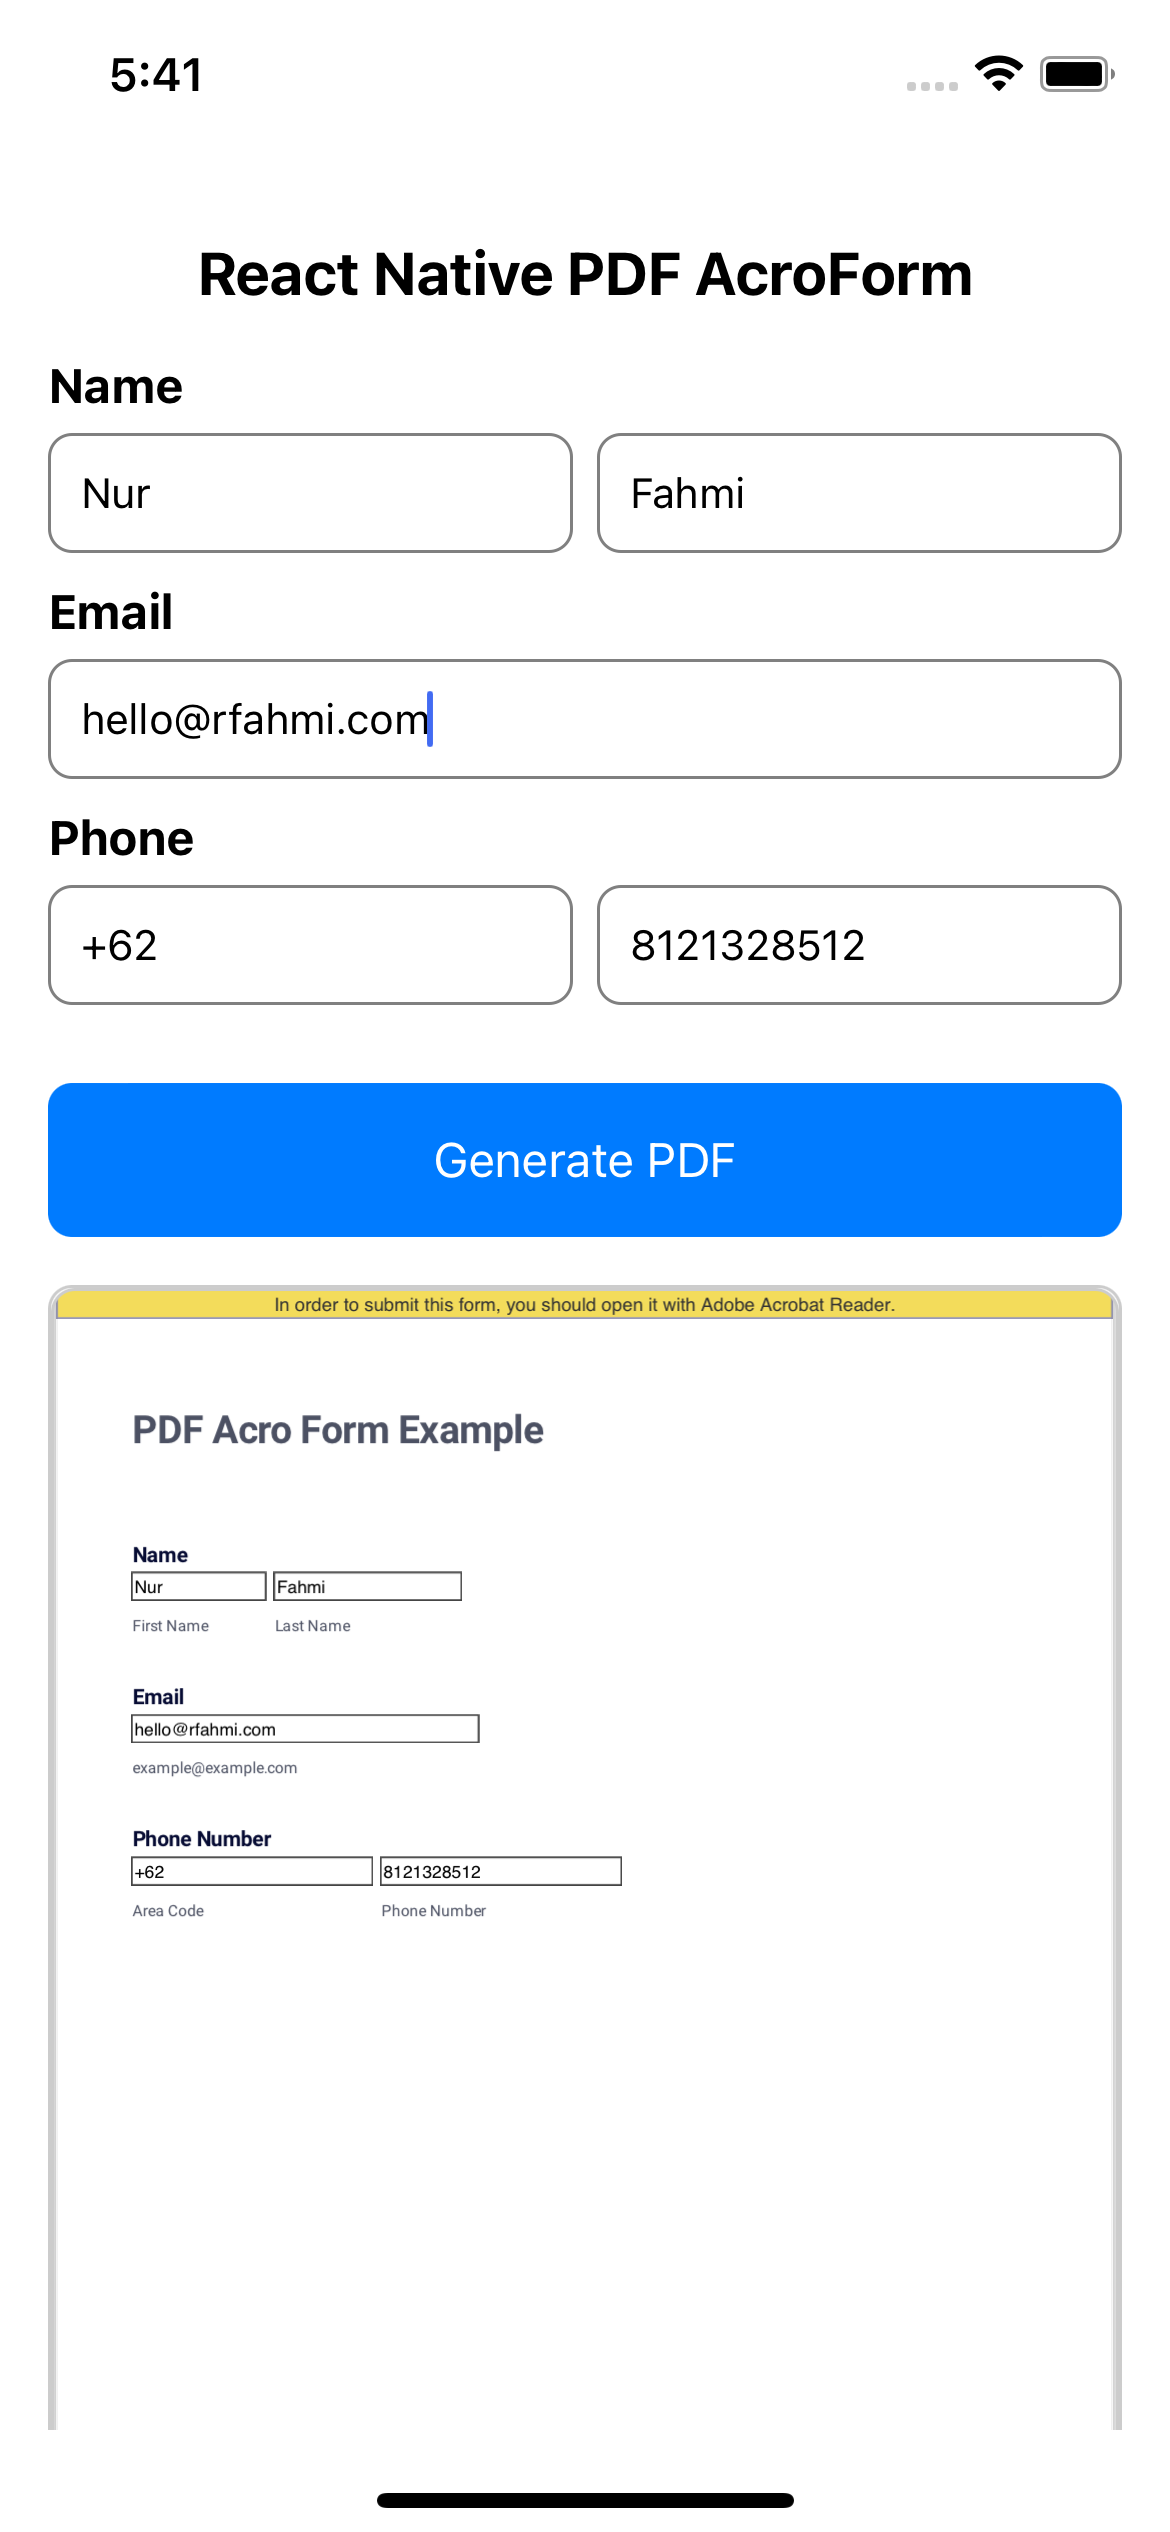 5:41
React Native PDF AcroForm
Name
Nur Fahmi
Email
hello@rfahmi.com
Phone
+62 8121328512
Generate PDF
In order to submit this form, you should open it with Adobe Acrobat Reader.
PDF Acro Form Example
Name
Nur Fahmi
First Name Last Name
Email
hello@rfahmi.com
example@example.com
Phone Number
+62 8121328512
Area Code Phone Number